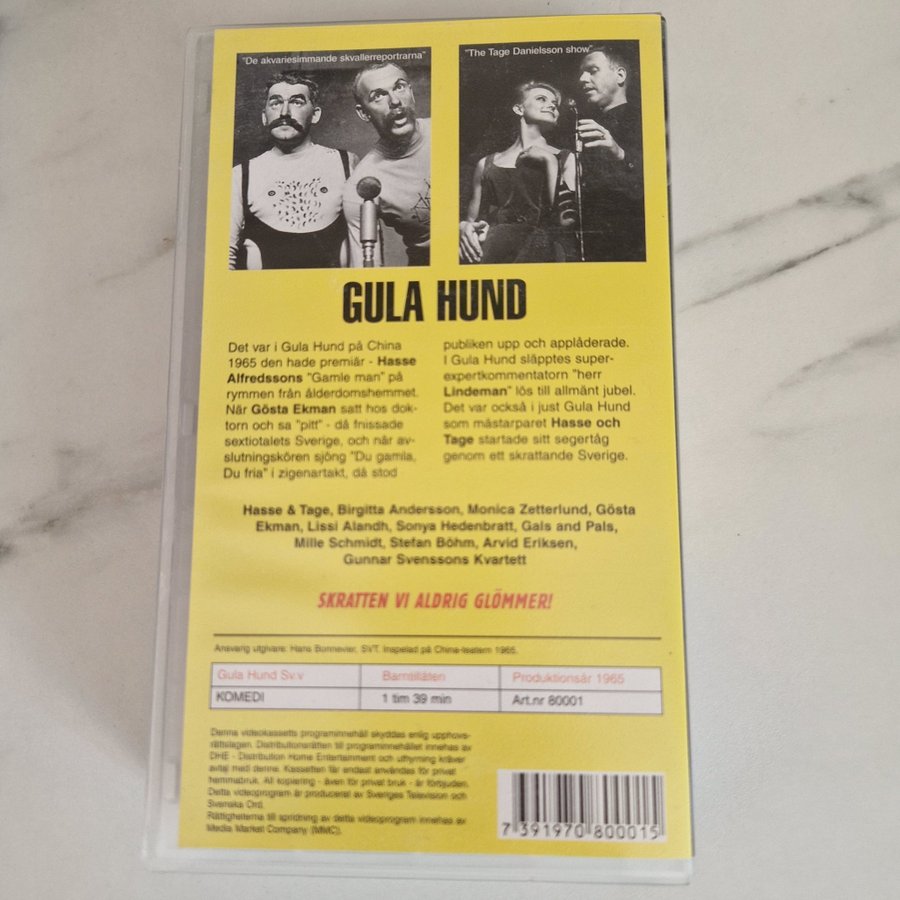 "De akvariesimmande skvallerreportrarna"
"The Tage Danielsson show"
GULA HUND
Det var i Gula Hund på China
1965 den hade premiär - Hasse
Alfredssons "Gamle man" på
rymmen från ålderdomshemmet.
När Gösta Ekman satt hos dok-
torn och sa "pitt" - då fnissade
sextiotalets Sverige, och när av-
slutningskören sjöng "Du gamla,
Du fria" i zigenartakt, då stod
publiken upp och applåderade.
I Gula Hund släpptes super-
expertkommentatorn "herr
Lindeman" lös till allmänt jubel.
Det var också i just Gula Hund
som mästarparet Hasse och
Tage startade sitt segertåg
genom ett skrattande Sverige.
Hasse & Tage, Birgitta Andersson, Monica Zetterlund, Gösta
Ekman, Lissi Alandh, Sonya Hedenbratt, Gals and Pals,
Mille Schmidt, Stefan Böhm, Arvid Eriksen,
Gunnar Svenssons Kvartett
SKRATTEN VI ALDRIG GLÖMMER!
Ansvarig utgivare: Hans Bonnevier, SVT. Inspelad på China-teatern 1965.
Gula Hund Sv.v Barntillåten Produktionsår 1965
KOMEDI 1 tim 39 min Art.nr 80001
Denna videokassetts programinnehåll skyddas enlig upphovs-
rättslagen. Distributionsrätten till programinnehållet innehas av
DHE - Distribution Home Entertainment och uthyrning kräver
avtal med denna. Kassetten får endast användas för privat
hemmabruk. All kopiering - även för privat bruk - är förbjuden.
Detta videoprogram är producerat av Sveriges Television och
Svenska Ord.
Rättigheterna till spridning av detta videoprogram innehas av
Media Market Company (MMC).
7 391970 800015